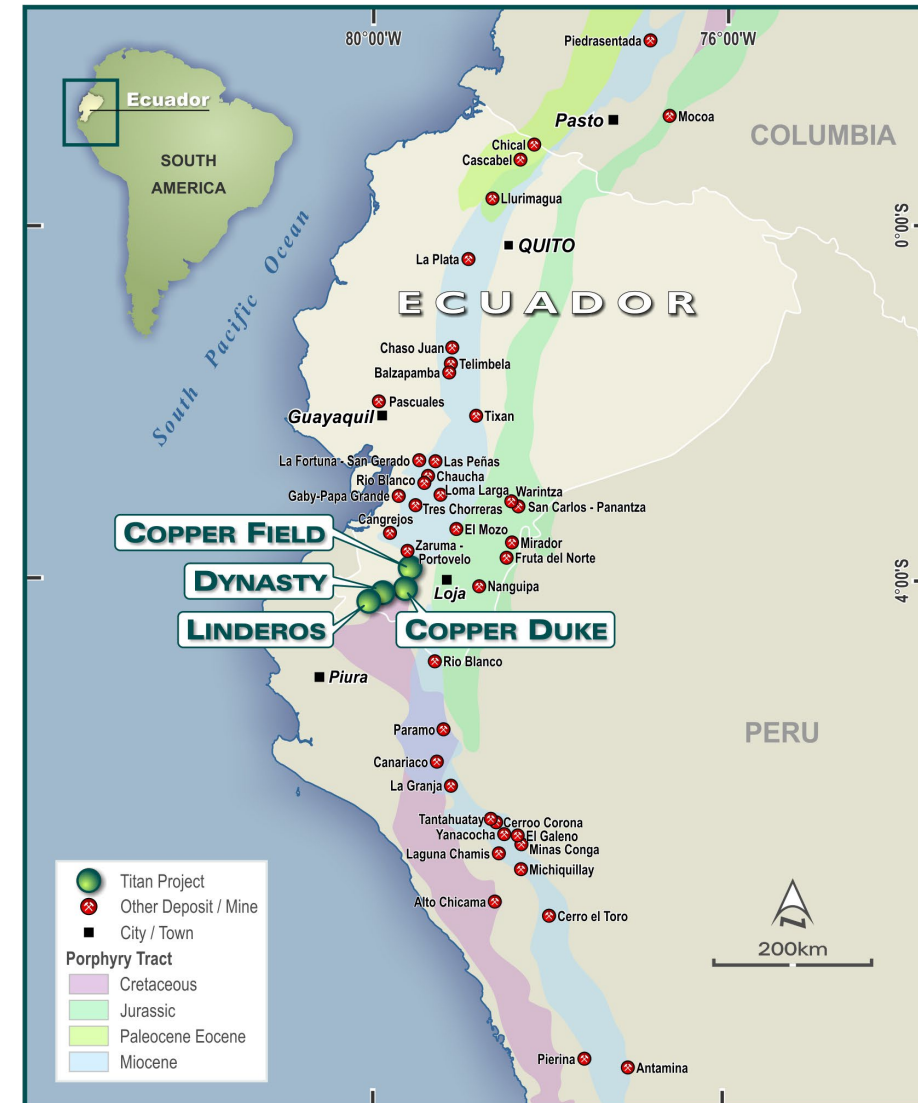 80°00'W
76°00'W
Piedrasentada
Ecuador
SOUTH
AMERICA
Pasto
Mocoa
COLUMBIA
Chical
Cascabel
Llurimagua
0°00'S
South Pacific Ocean
QUITO
La Plata
ECUADOR
Chaso Juan
Telimbela
Balzapamba
Pascuales
Guayaquil
Tixan
La Fortuna - San Gerado
Las Peñas
Chaucha
Rio Blanco
Loma Larga
Warintza
Gaby-Papa Grande
Tres Chorreras
San Carlos - Panantza
Cangrejos
El Mozo
COPPER FIELD
Zaruma -
Portovelo
Mirador
Fruta del Norte
DYNASTY
Loja
Nanguipa
4°00'S
LINDEROS
COPPER DUKE
Rio Blanco
Piura
Paramo
PERU
Canariaco
La Granja
Tantahuatay
Cerroo Corona
Yanacocha
El Galeno
Minas Conga
Laguna Chamis
Michiquillay
Alto Chicama
Cerro el Toro
Titan Project
Other Deposit / Mine
City / Town
Porphyry Tract
Cretaceous
Jurassic
Paleocene Eocene
Miocene
N
200km
Pierina
Antamina